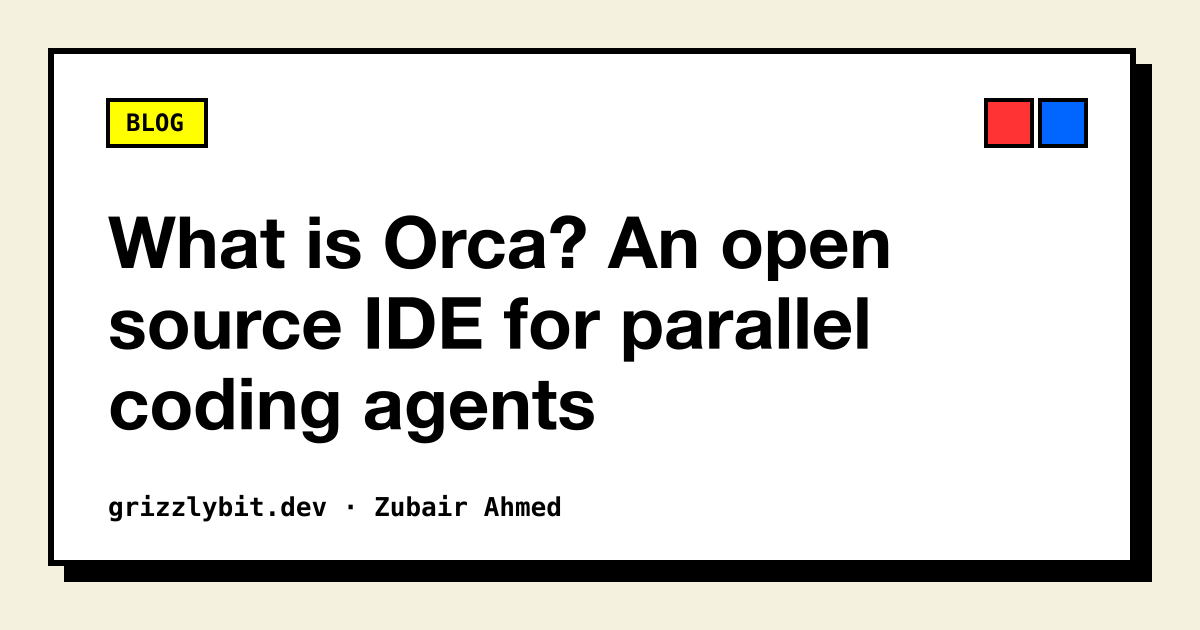 BLOG
What is Orca? An open
source IDE for parallel
coding agents
grizzlybit.dev · Zubair Ahmed